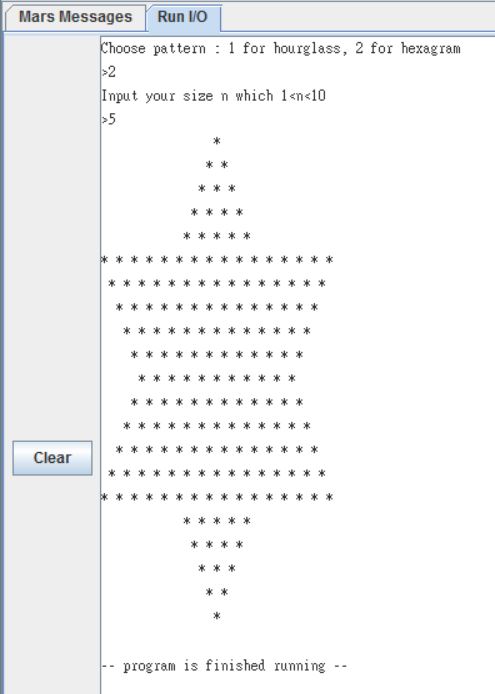 Mars Messages Run I/O
Choose pattern : 1 for hourglass, 2 for hexagram
>2
Input your size n which 1<n<10
>5
               *
              * *
             * * *
            * * * *
           * * * * *
* * * * * * * * * * * * * * * *
 * * * * * * * * * * * * * * *
  * * * * * * * * * * * * * *
   * * * * * * * * * * * * *
    * * * * * * * * * * * *
     * * * * * * * * * * *
    * * * * * * * * * * * *
   * * * * * * * * * * * * *
  * * * * * * * * * * * * * *
 * * * * * * * * * * * * * * *
* * * * * * * * * * * * * * * *
           * * * * *
            * * * *
             * * *
              * *
               *
-- program is finished running --
Clear